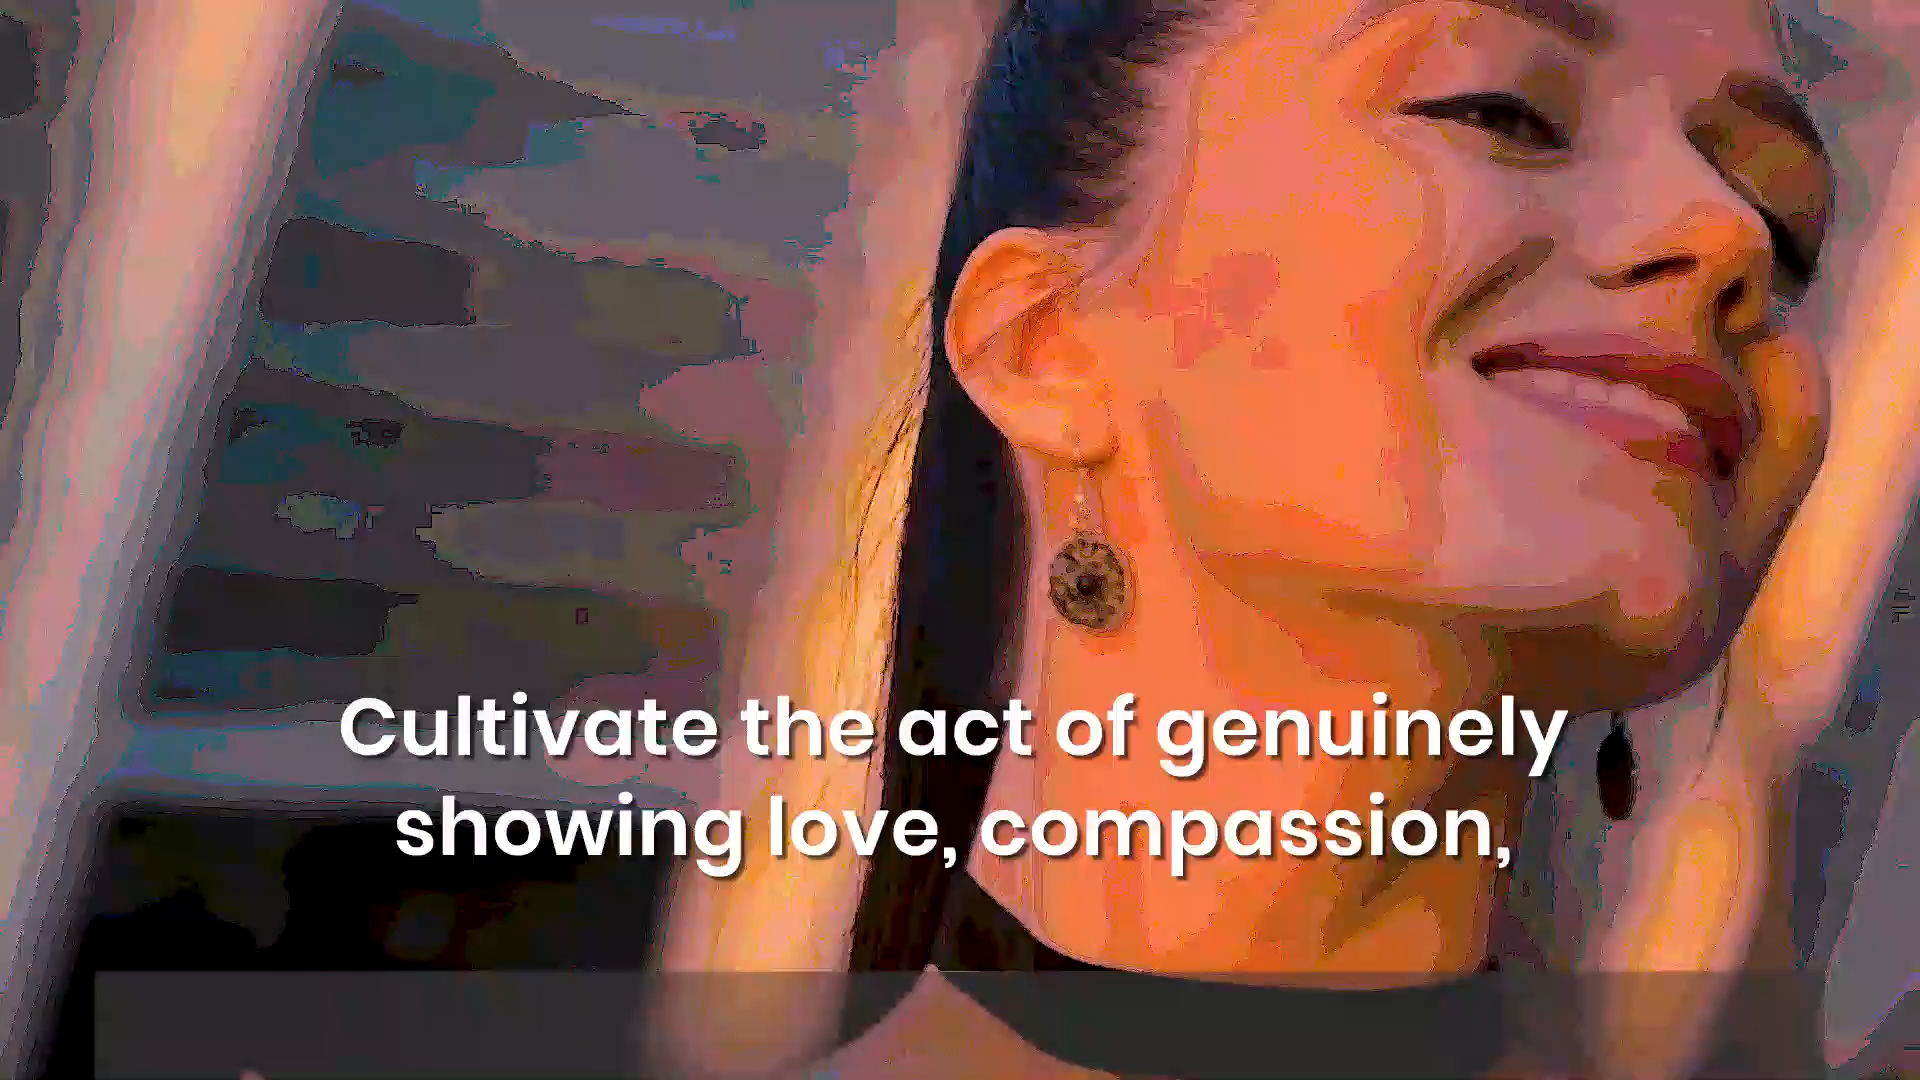 Cultivate the act of genuinely
showing love, compassion,